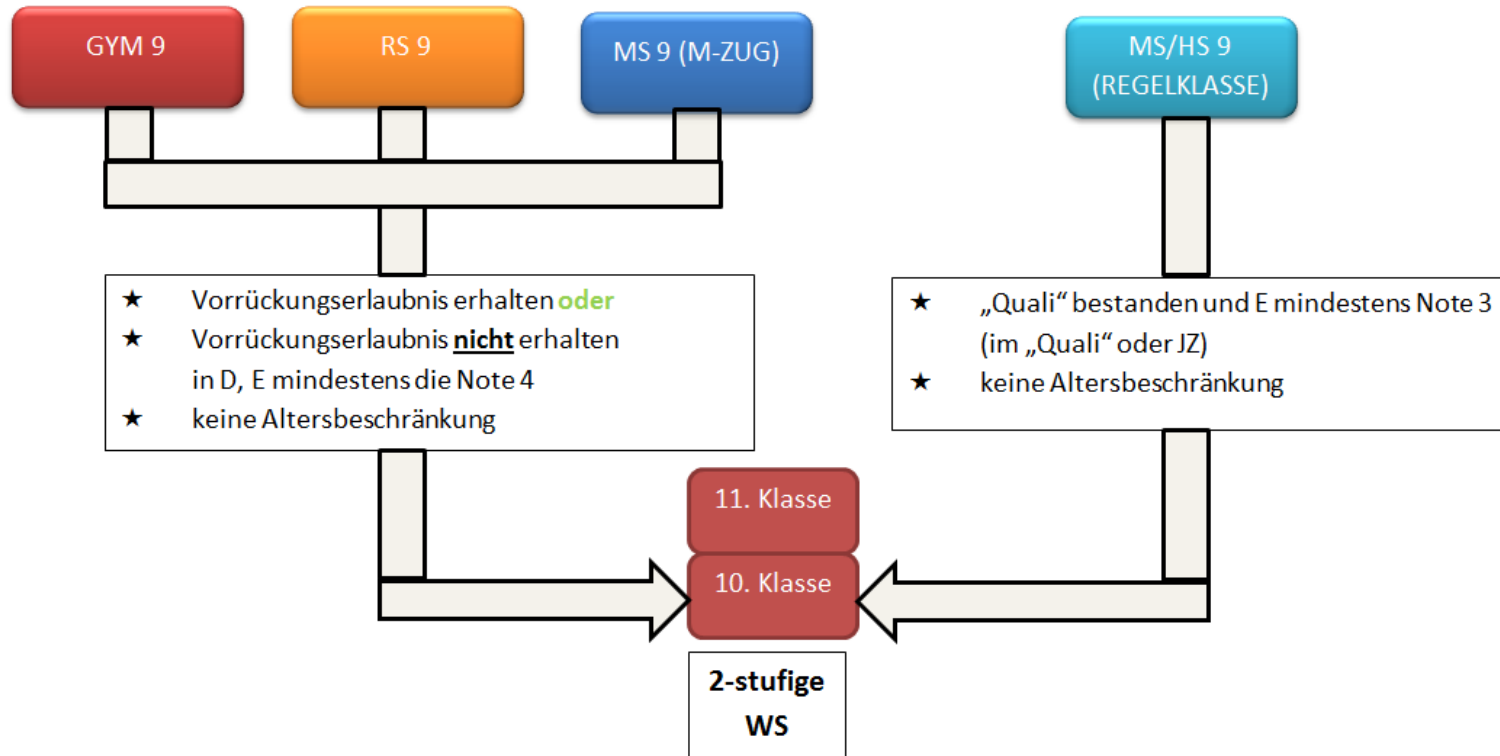 GYM 9
RS 9
MS 9 (M-ZUG)
MS/HS 9
(REGELKLASSE)
★ Vorrückungserlaubnis erhalten oder
★ Vorrückungserlaubnis nicht erhalten
in D, E mindestens die Note 4
★ keine Altersbeschränkung
★ „Quali“ bestanden und E mindestens Note 3
(im „Quali“ oder JZ)
★ keine Altersbeschränkung
11. Klasse
10. Klasse
2-stufige
WS